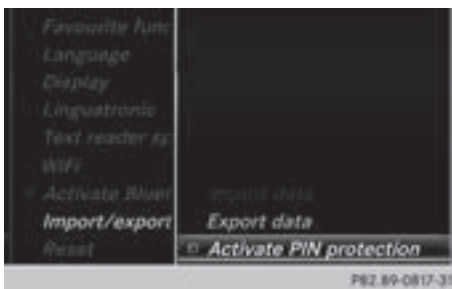 Favourite func
Language
Display
Linguatronic
Text reader
WiFi
Activate Bluet
Import data
Import/export
Export data
Reset
Activate PIN protection
P82.89-0817-31